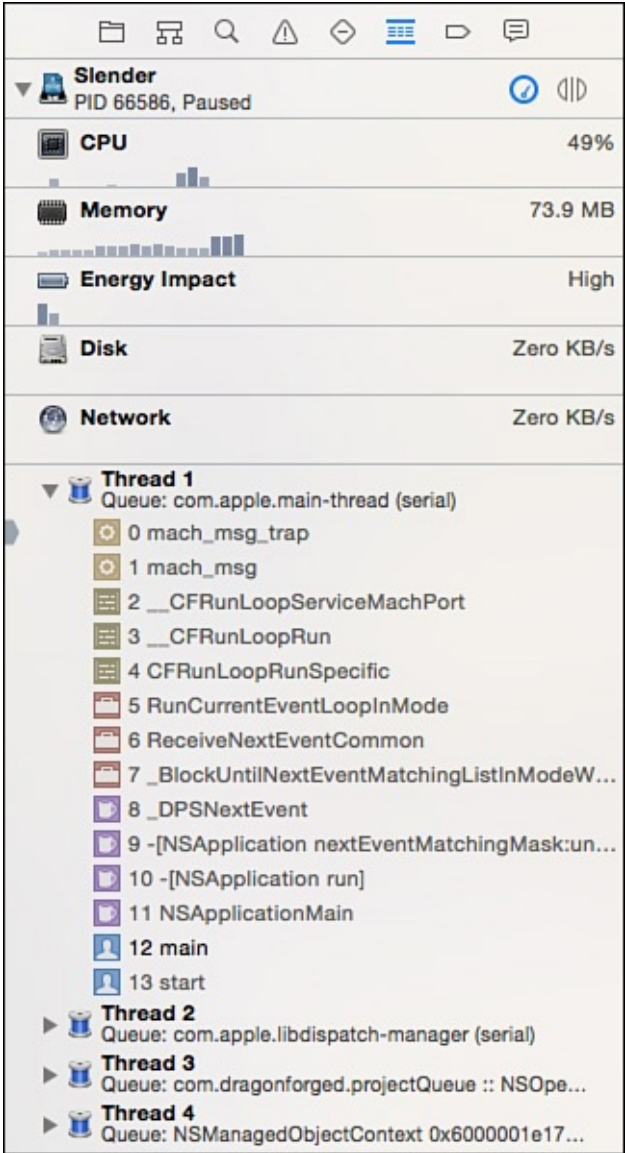 Slender
PID 66586, Paused
CPU 49%
Memory 73.9 MB
Energy Impact High
Disk Zero KB/s
Network Zero KB/s
Thread 1
Queue: com.apple.main-thread (serial)
0 mach_msg_trap
1 mach_msg
2 __CFRunLoopServiceMachPort
3 __CFRunLoopRun
4 CFRunLoopRunSpecific
5 RunCurrentEventLoopInMode
6 ReceiveNextEventCommon
7 _BlockUntilNextEventMatchingListInModeW...
8 _DPSNextEvent
9 -[NSApplication nextEventMatchingMask:un...
10 -[NSApplication run]
11 NSApplicationMain
12 main
13 start
Thread 2
Queue: com.apple.libdispatch-manager (serial)
Thread 3
Queue: com.dragonforged.projectQueue :: NSOpe...
Thread 4
Queue: NSManagedObjectContext 0x6000001e17...